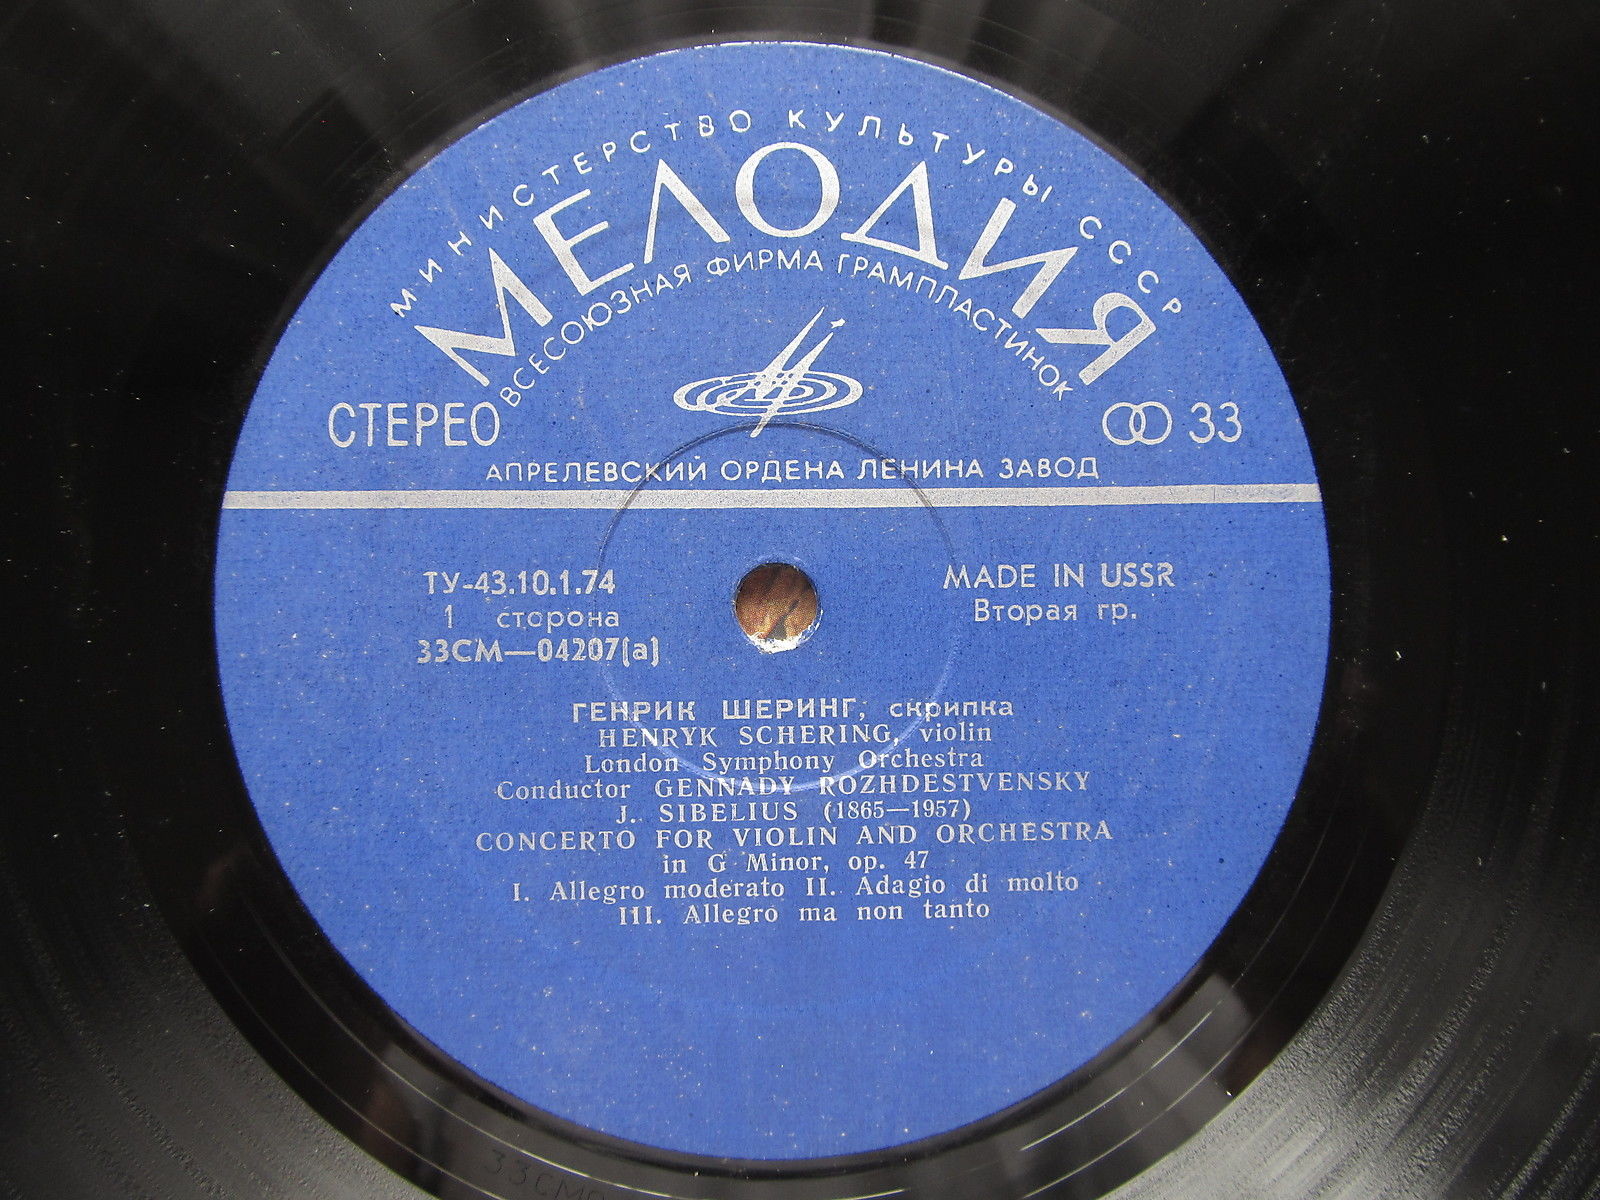 МИНИСТЕРСТВО КУЛЬТУРЫ СССР
МЕЛОДИЯ
ВСЕСОЮЗНАЯ ФИРМА ГРАМПЛАСТИНОК
СТЕРЕО
33
АПРЕЛЕВСКИЙ ОРДЕНА ЛЕНИНА ЗАВОД
ТУ-43.10.1.74
1 сторона
33СМ—04207(а)
MADE IN USSR
Вторая гр.
ГЕНРИК ШЕРИНГ, скрипка
HENRYK SCHERING, violin
London Symphony Orchestra
Conductor GENNADY ROZHDESTVENSKY
J. SIBELIUS (1865—1957)
CONCERTO FOR VIOLIN AND ORCHESTRA
in G Minor, op. 47
I. Allegro moderato II. Adagio di molto
III. Allegro ma non tanto